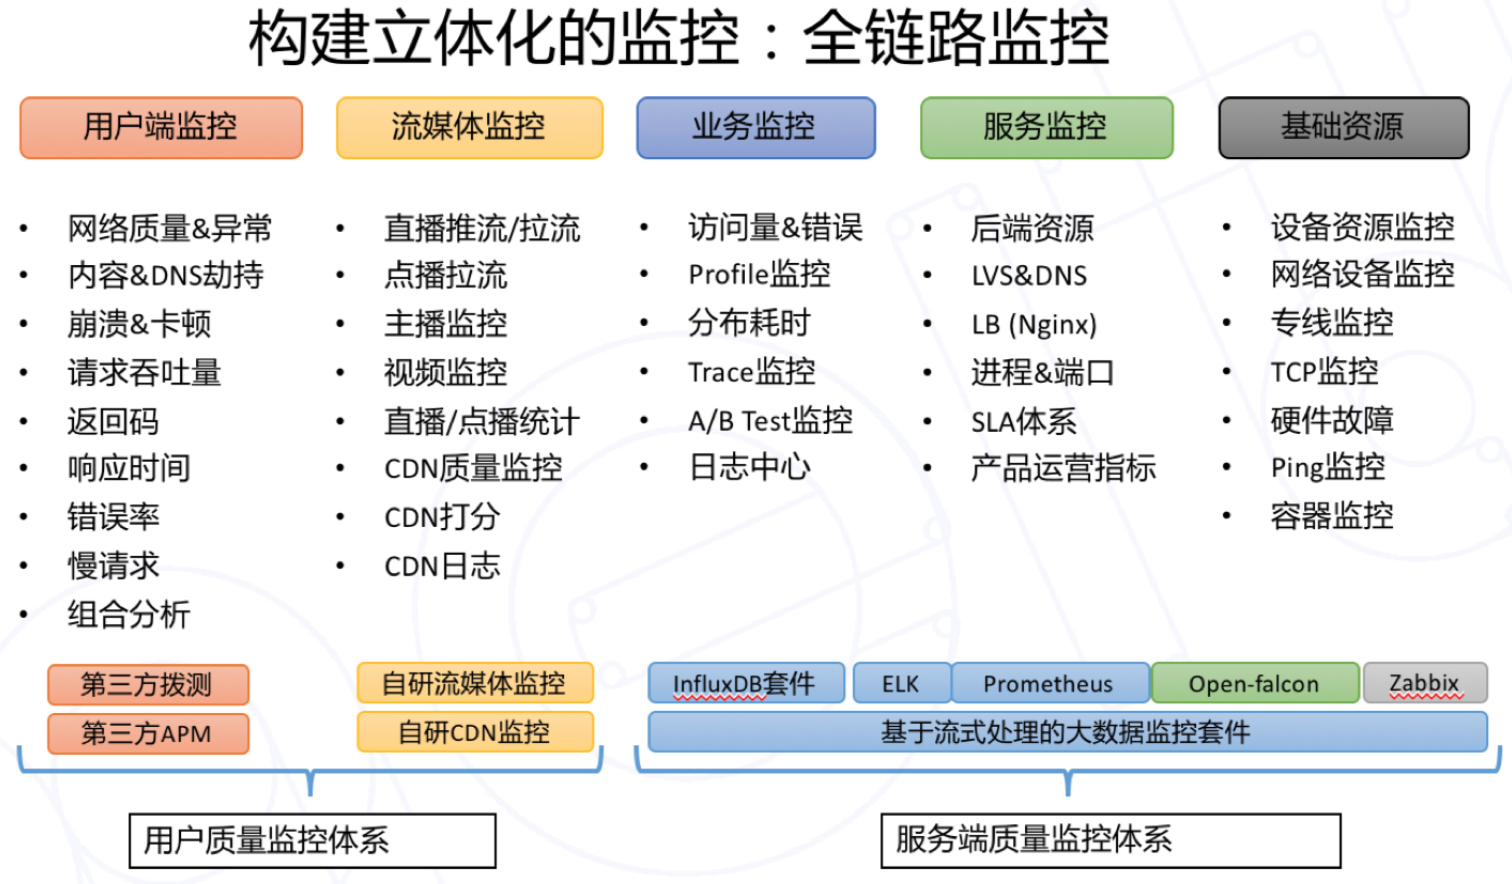 构建立体化的监控：全链路监控
用户端监控
网络质量&异常
内容&DNS劫持
崩溃&卡顿
请求吞吐量
返回码
响应时间
错误率
慢请求
组合分析
流媒体监控
直播推流/拉流
点播拉流
主播监控
视频监控
直播/点播统计
CDN质量监控
CDN打分
CDN日志
业务监控
访问量&错误
Profile监控
分布耗时
Trace监控
A/B Test监控
日志中心
服务监控
后端资源
LVS&DNS
LB (Nginx)
进程&端口
SLA体系
产品运营指标
基础资源
设备资源监控
网络设备监控
专线监控
TCP监控
硬件故障
Ping监控
容器监控
第三方拨测
第三方APM
自研流媒体监控
自研CDN监控
InfluxDB套件
ELK
Prometheus
Open-falcon
Zabbix
基于流式处理的大数据监控套件
用户质量监控体系
服务端质量监控体系